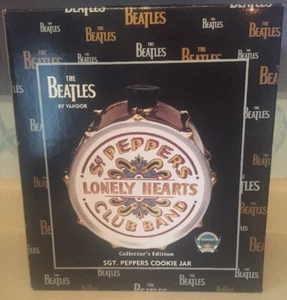 THE
BEATLES
BY VANDOR
SGT PEPPERS
LONELY HEARTS
CLUB BAND
Collector's Edition
SGT. PEPPERS COOKIE JAR